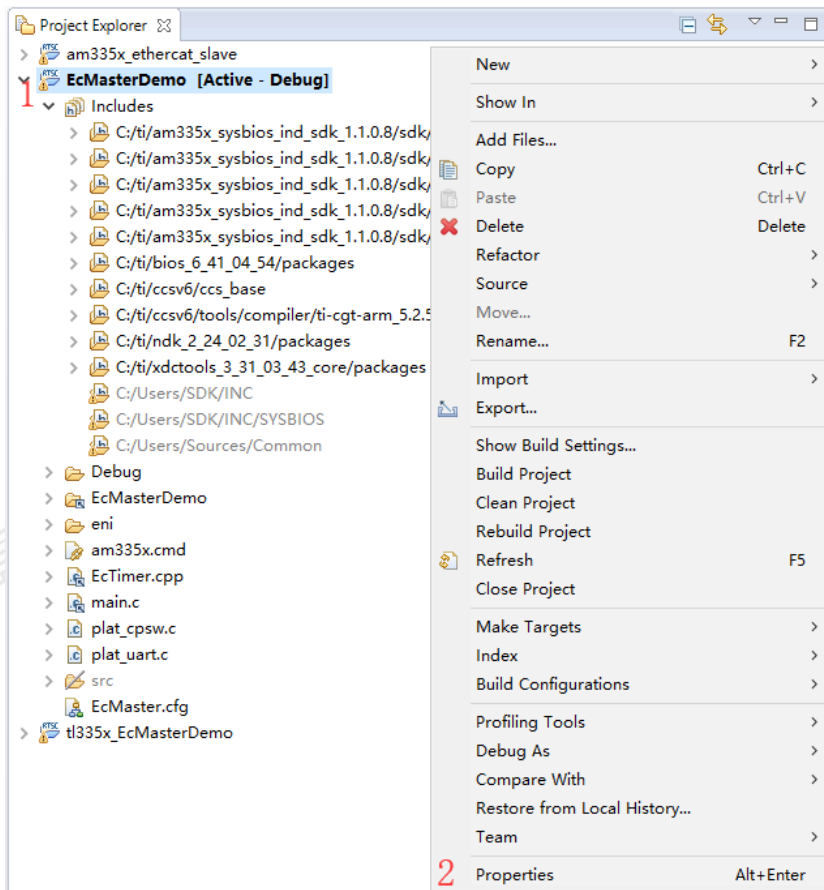 Project Explorer
am335x_ethercat_slave
1
EcMasterDemo [Active - Debug]
Includes
C:/ti/am335x_sysbios_ind_sdk_1.1.0.8/sdk/
C:/ti/am335x_sysbios_ind_sdk_1.1.0.8/sdk/
C:/ti/am335x_sysbios_ind_sdk_1.1.0.8/sdk/
C:/ti/am335x_sysbios_ind_sdk_1.1.0.8/sdk/
C:/ti/am335x_sysbios_ind_sdk_1.1.0.8/sdk/
C:/ti/bios_6_41_04_54/packages
C:/ti/ccsv6/ccs_base
C:/ti/ccsv6/tools/compiler/ti-cgt-arm_5.2.5
C:/ti/ndk_2_24_02_31/packages
C:/ti/xdctools_3_31_03_43_core/packages
C:/Users/SDK/INC
C:/Users/SDK/INC/SYSBIOS
C:/Users/Sources/Common
Debug
EcMasterDemo
eni
am335x.cmd
EcTimer.cpp
main.c
plat_cpsw.c
plat_uart.c
src
EcMaster.cfg
tl335x_EcMasterDemo
New
Show In
Add Files...
Copy Ctrl+C
Paste Ctrl+V
Delete Delete
Refactor
Source
Move...
Rename... F2
Import
Export...
Show Build Settings...
Build Project
Clean Project
Rebuild Project
Refresh F5
Close Project
Make Targets
Index
Build Configurations
Profiling Tools
Debug As
Compare With
Restore from Local History...
Team
2 Properties Alt+Enter